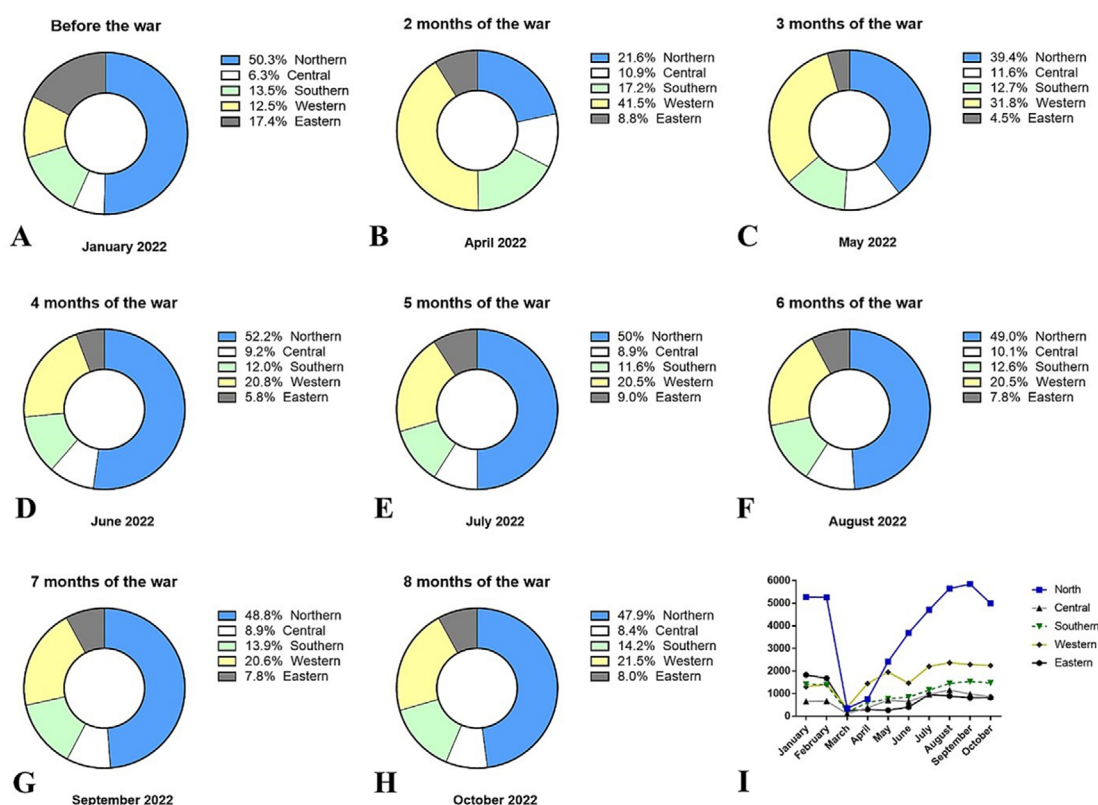 Before the war
50.3% Northern
6.3% Central
13.5% Southern
12.5% Western
17.4% Eastern
A
January 2022
2 months of the war
21.6% Northern
10.9% Central
17.2% Southern
41.5% Western
8.8% Eastern
B
April 2022
3 months of the war
39.4% Northern
11.6% Central
12.7% Southern
31.8% Western
4.5% Eastern
C
May 2022
4 months of the war
52.2% Northern
9.2% Central
12.0% Southern
20.8% Western
5.8% Eastern
D
June 2022
5 months of the war
50% Northern
8.9% Central
11.6% Southern
20.5% Western
9.0% Eastern
E
July 2022
6 months of the war
49.0% Northern
10.1% Central
12.6% Southern
20.5% Western
7.8% Eastern
F
August 2022
7 months of the war
48.8% Northern
8.9% Central
13.9% Southern
20.6% Western
7.8% Eastern
G
September 2022
8 months of the war
47.9% Northern
8.4% Central
14.2% Southern
21.5% Western
8.0% Eastern
H
October 2022
6000
5000
4000
3000
2000
1000
0
January
February
March
April
May
June
July
August
September
October
North
Central
Southern
Western
Eastern
I